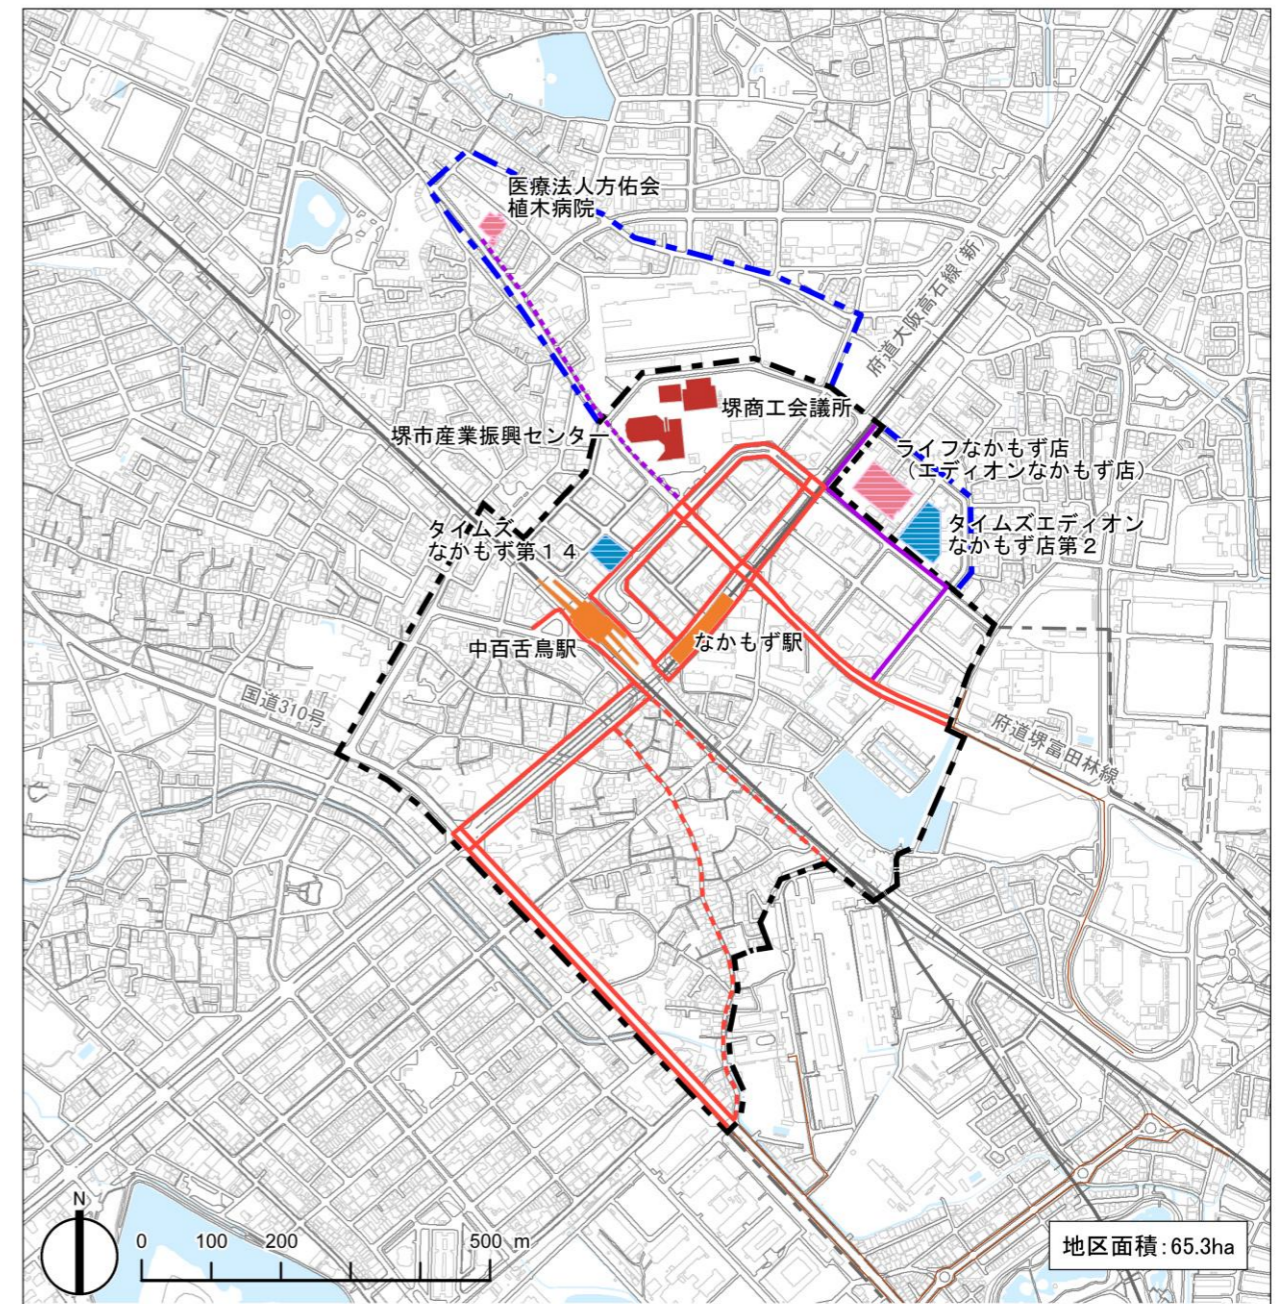 医療法人方佑会
植木病院
府道大阪高石線(新)
堺商工会議所
堺市産業振興センター
ライフなかもず店
(エディオンなかもず店)
タイムズ
なかもず第14
タイムズエディオン
なかもず店第2
中百舌鳥駅
なかもず駅
国道310号
府道堺富田林線
N
0 100 200 500 m
地区面積:65.3ha